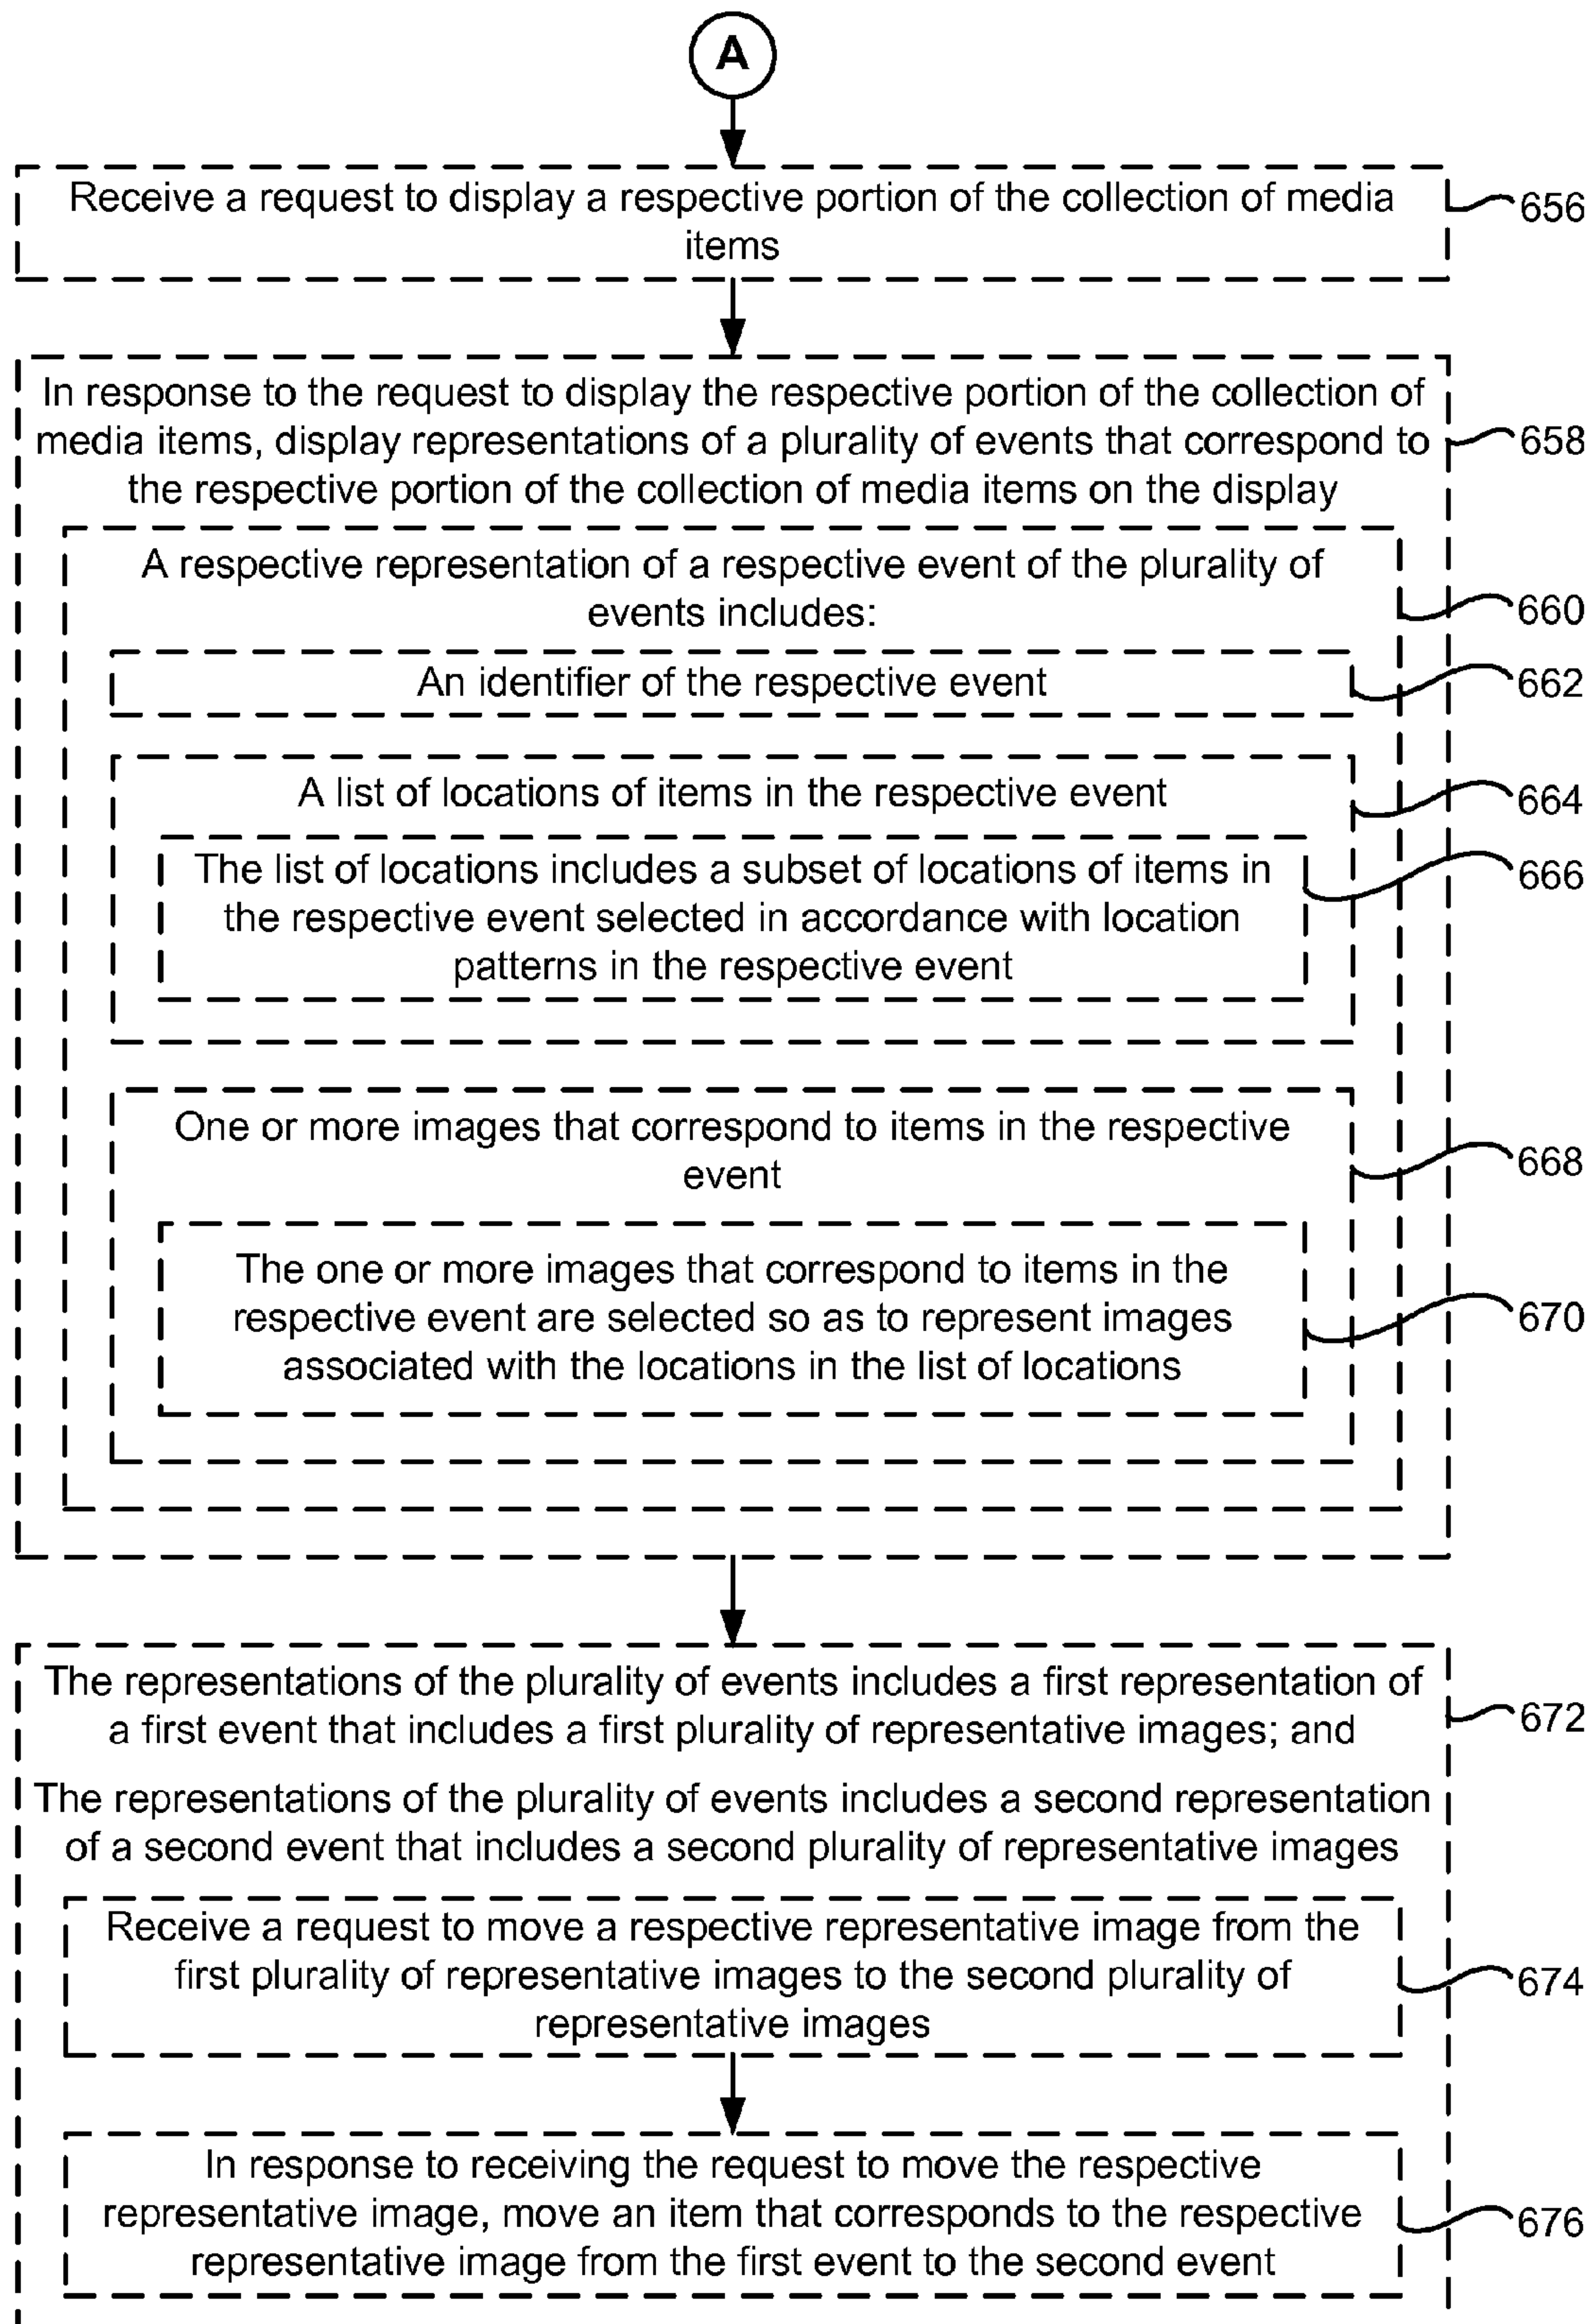 A
Receive a request to display a respective portion of the collection of media
items
656
In response to the request to display the respective portion of the collection of
media items, display representations of a plurality of events that correspond to
the respective portion of the collection of media items on the display
658
A respective representation of a respective event of the plurality of
events includes:
660
An identifier of the respective event
662
A list of locations of items in the respective event
664
The list of locations includes a subset of locations of items in
the respective event selected in accordance with location
patterns in the respective event
666
One or more images that correspond to items in the respective
event
668
The one or more images that correspond to items in the
respective event are selected so as to represent images
associated with the locations in the list of locations
670
The representations of the plurality of events includes a first representation of
a first event that includes a first plurality of representative images; and
672
The representations of the plurality of events includes a second representation
of a second event that includes a second plurality of representative images
Receive a request to move a respective representative image from the
first plurality of representative images to the second plurality of
representative images
674
In response to receiving the request to move the respective
representative image, move an item that corresponds to the respective
representative image from the first event to the second event
676